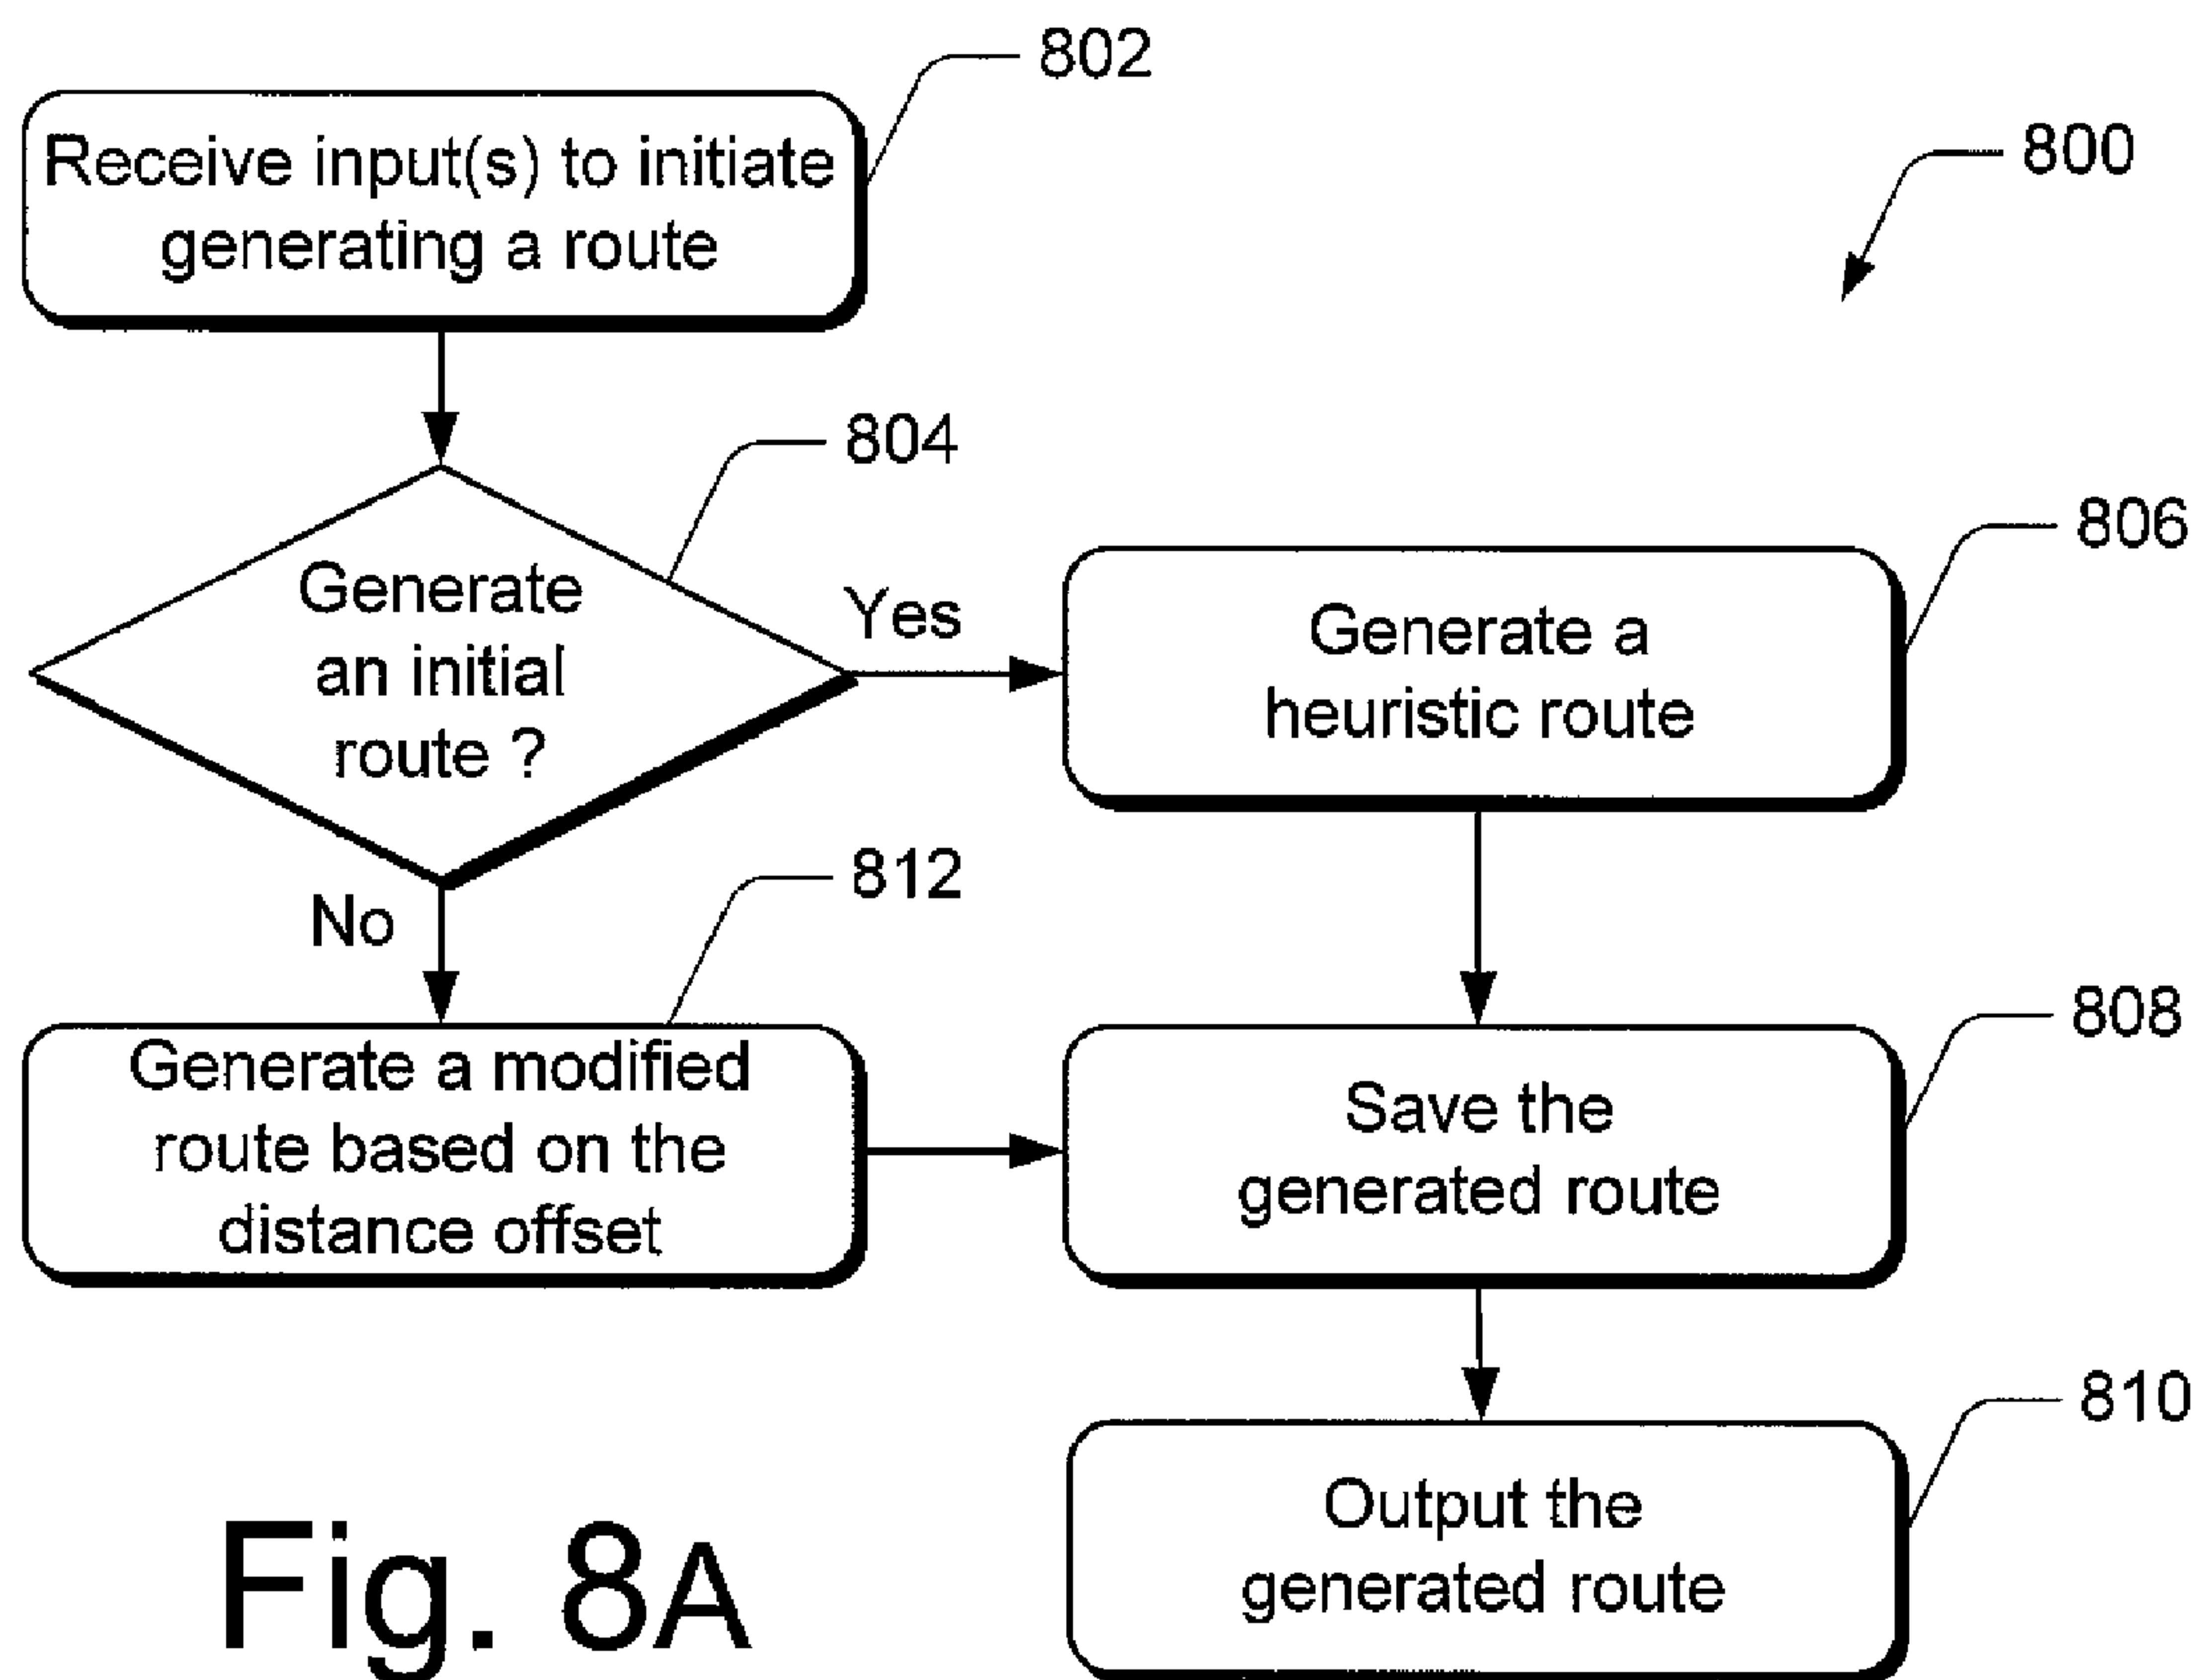 802
Receive input(s) to initiate
generating a route
800
804
Generate
an initial
route ?
Yes
806
Generate a
heuristic route
No
812
Generate a modified
route based on the
distance offset
808
Save the
generated route
810
Output the
generated route
Fig. 8A